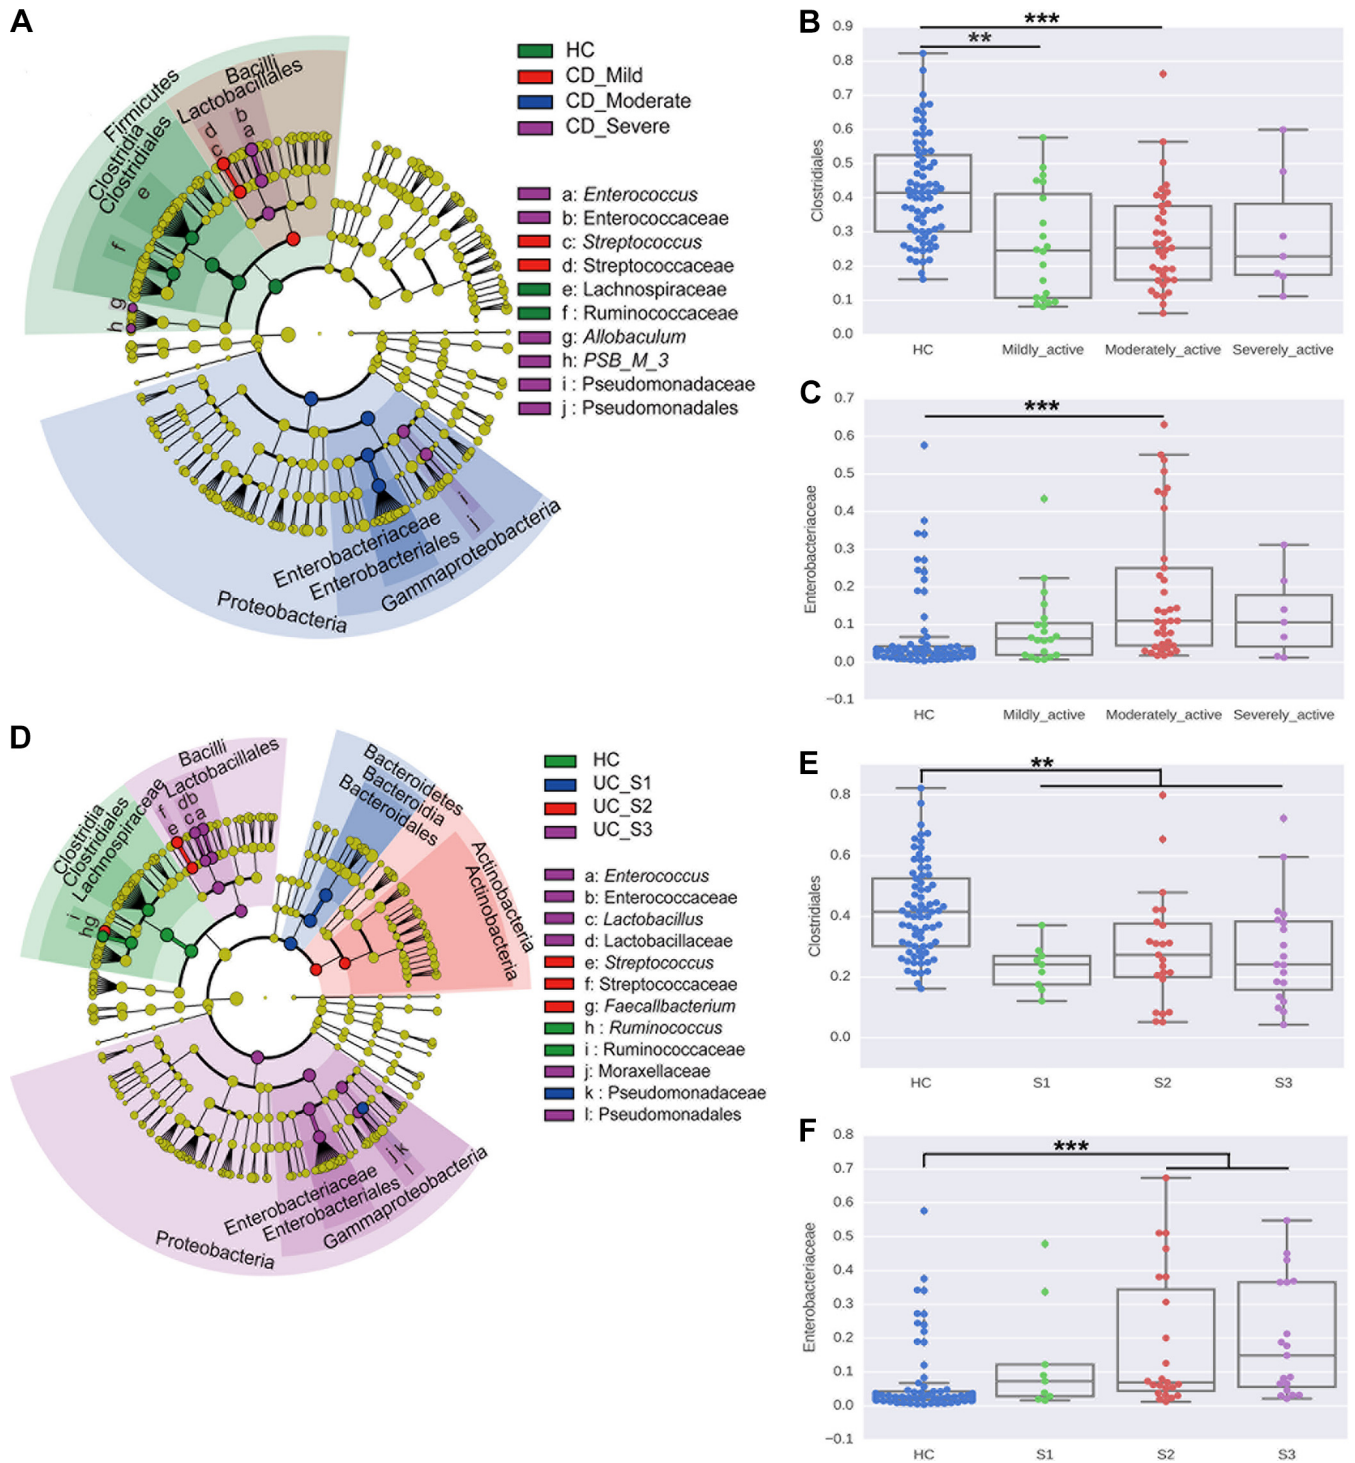 A
Firmicutes
Clostridia
Clostridiales
Bacilli
Lactobacillales
d
b
c
a
e
f
g
h
Enterobacteriaceae
Enterobacteriales
Gammaproteobacteria
Proteobacteria
HC
CD_Mild
CD_Moderate
CD_Severe
a: Enterococcus
b: Enterococcaceae
c: Streptococcus
d: Streptococcaceae
e: Lachnospiraceae
f : Ruminococcaceae
g: Allobaculum
h: PSB_M_3
i : Pseudomonadaceae
j : Pseudomonadales
B
***
**
0.9
0.8
0.7
0.6
0.5
0.4
0.3
0.2
0.1
0.0
Clostridiales
HC Mildly_active Moderately_active Severely_active
C
***
0.7
0.6
0.5
0.4
0.3
0.2
0.1
0.0
−0.1
Enterobacteriaceae
HC Mildly_active Moderately_active Severely_active
D
Clostridia
Clostridiales
Lachnospiraceae
Bacilli
Lactobacillales
f
d b
e
c a
i
h g
Bacteroidetes
Bacteroidia
Bacteroidales
Actinobacteria
Actinobacteria
j k
l
Enterobacteriaceae
Enterobacteriales
Gammaproteobacteria
Proteobacteria
HC
UC_S1
UC_S2
UC_S3
a: Enterococcus
b: Enterococcaceae
c: Lactobacillus
d: Lactobacillaceae
e: Streptococcus
f: Streptococcaceae
g: Faecallbacterium
h : Ruminococcus
i : Ruminococcaceae
j: Moraxellaceae
k : Pseudomonadaceae
l: Pseudomonadales
E
**
0.8
0.6
0.4
0.2
0.0
Clostridiales
HC S1 S2 S3
F
***
0.8
0.7
0.6
0.5
0.4
0.3
0.2
0.1
0.0
−0.1
Enterobacteriaceae
HC S1 S2 S3